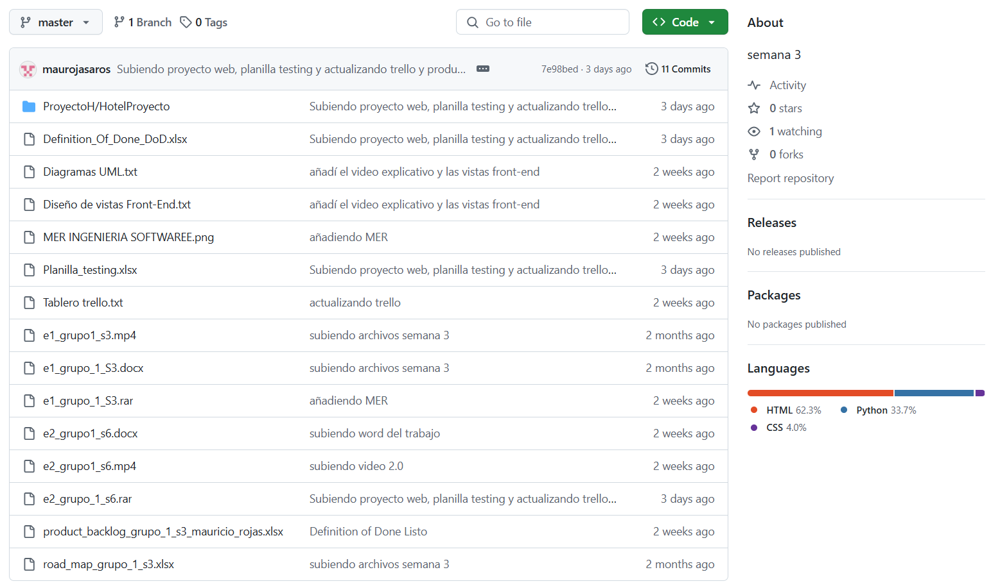 master 1 Branch 0 Tags Go to file Code
maurojasaros Subiendo proyecto web, planilla testing y actualizando trello y produ... 7e98bed · 3 days ago 11 Commits
ProyectoH/HotelProyecto Subiendo proyecto web, planilla testing y actualizando trello... 3 days ago
Definition_Of_Done_DoD.xlsx Subiendo proyecto web, planilla testing y actualizando trello... 3 days ago
Diagramas UML.txt añadí el video explicativo y las vistas front-end 2 weeks ago
Diseño de vistas Front-End.txt añadí el video explicativo y las vistas front-end 2 weeks ago
MER INGENIERIA SOFTWAREE.png añadiendo MER 2 weeks ago
Planilla_testing.xlsx Subiendo proyecto web, planilla testing y actualizando trello... 3 days ago
Tablero trello.txt actualizando trello 2 weeks ago
e1_grupo1_s3.mp4 subiendo archivos semana 3 2 months ago
e1_grupo_1_S3.docx subiendo archivos semana 3 2 months ago
e1_grupo_1_S3.rar añadiendo MER 2 weeks ago
e2_grupo1_s6.docx subiendo word del trabajo 2 weeks ago
e2_grupo1_s6.mp4 subiendo video 2.0 2 weeks ago
e2_grupo_1_s6.rar Subiendo proyecto web, planilla testing y actualizando trello... 3 days ago
product_backlog_grupo_1_s3_mauricio_rojas.xlsx Definition of Done Listo 2 weeks ago
road_map_grupo_1_s3.xlsx subiendo archivos semana 3 2 months ago
About
semana 3
Activity
0 stars
1 watching
0 forks
Report repository
Releases
No releases published
Packages
No packages published
Languages
HTML 62.3% Python 33.7%
CSS 4.0%